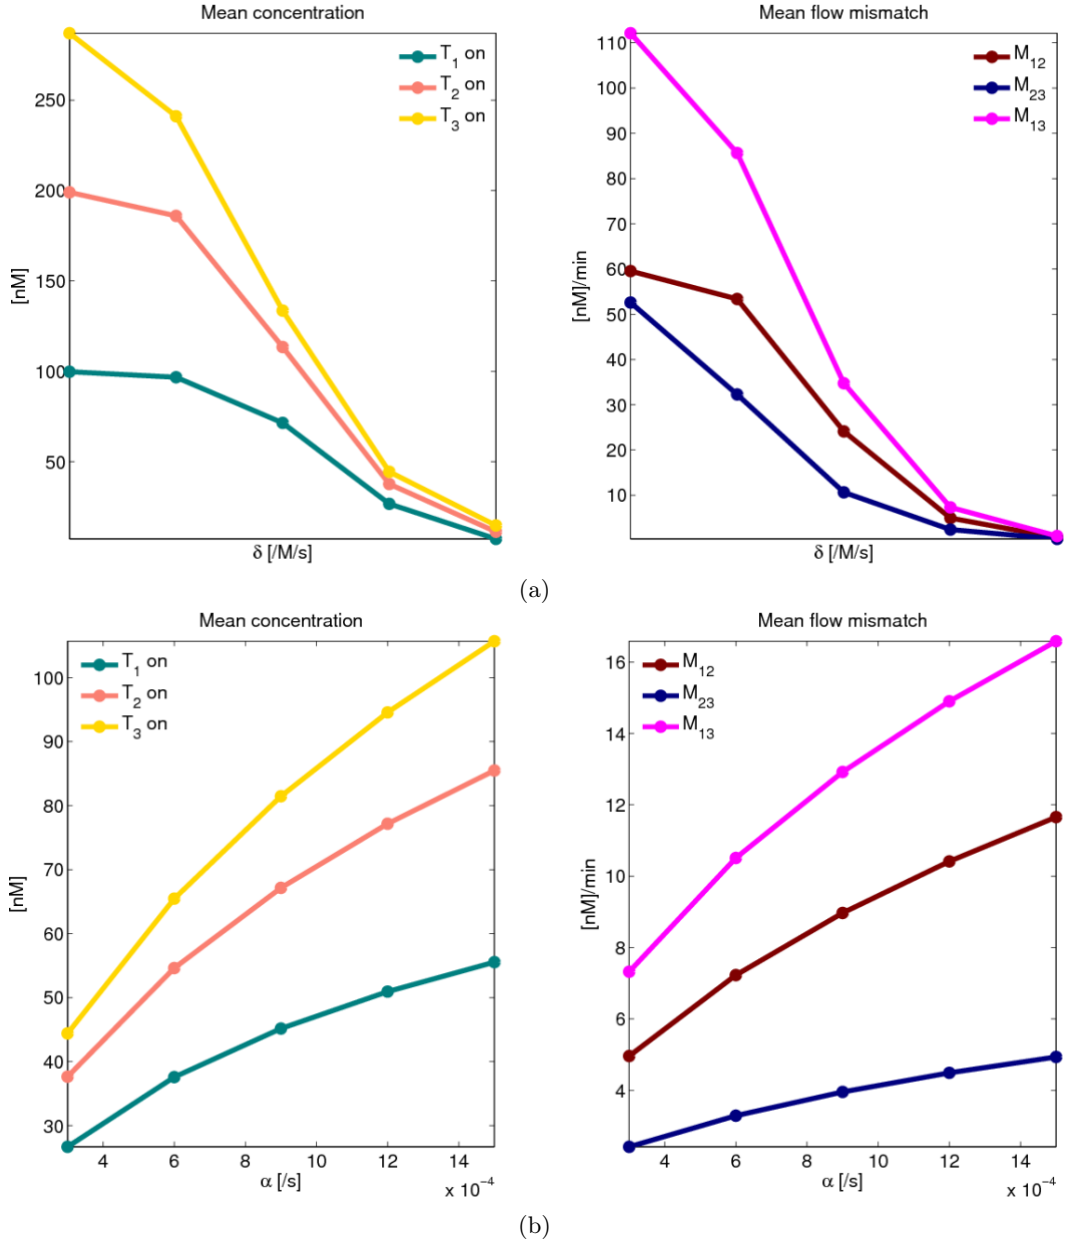 Mean concentration
T1 on
T2 on
T3 on
250
200
150
100
50
[nM]
δ [/M/s]
Mean flow mismatch
M12
M23
M13
110
100
90
80
70
60
50
40
30
20
10
[nM]/min
δ [/M/s]
(a)
Mean concentration
T1 on
T2 on
T3 on
100
90
80
70
60
50
40
30
[nM]
4 6 8 10 12 14
α [/s]
x 10-4
Mean flow mismatch
M12
M23
M13
16
14
12
10
8
6
4
[nM]/min
4 6 8 10 12 14
α [/s]
x 10-4
(b)